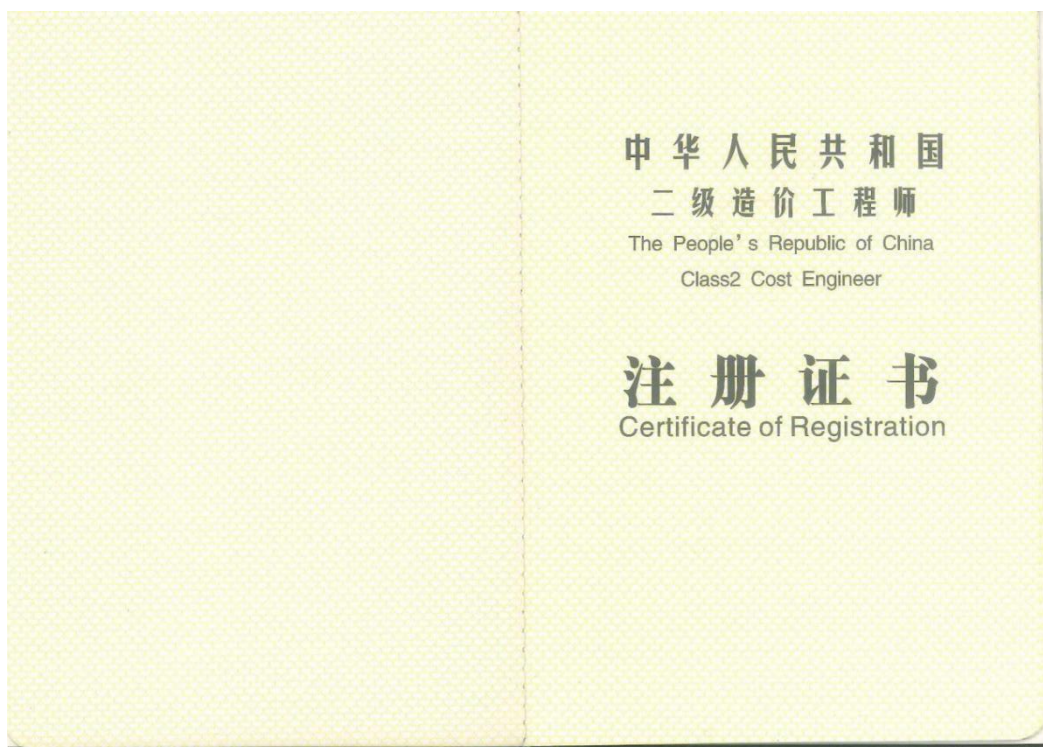 中华人民共和国
二级造价工程师
The People's Republic of China
Class2 Cost Engineer
注册证书
Certificate of Registration